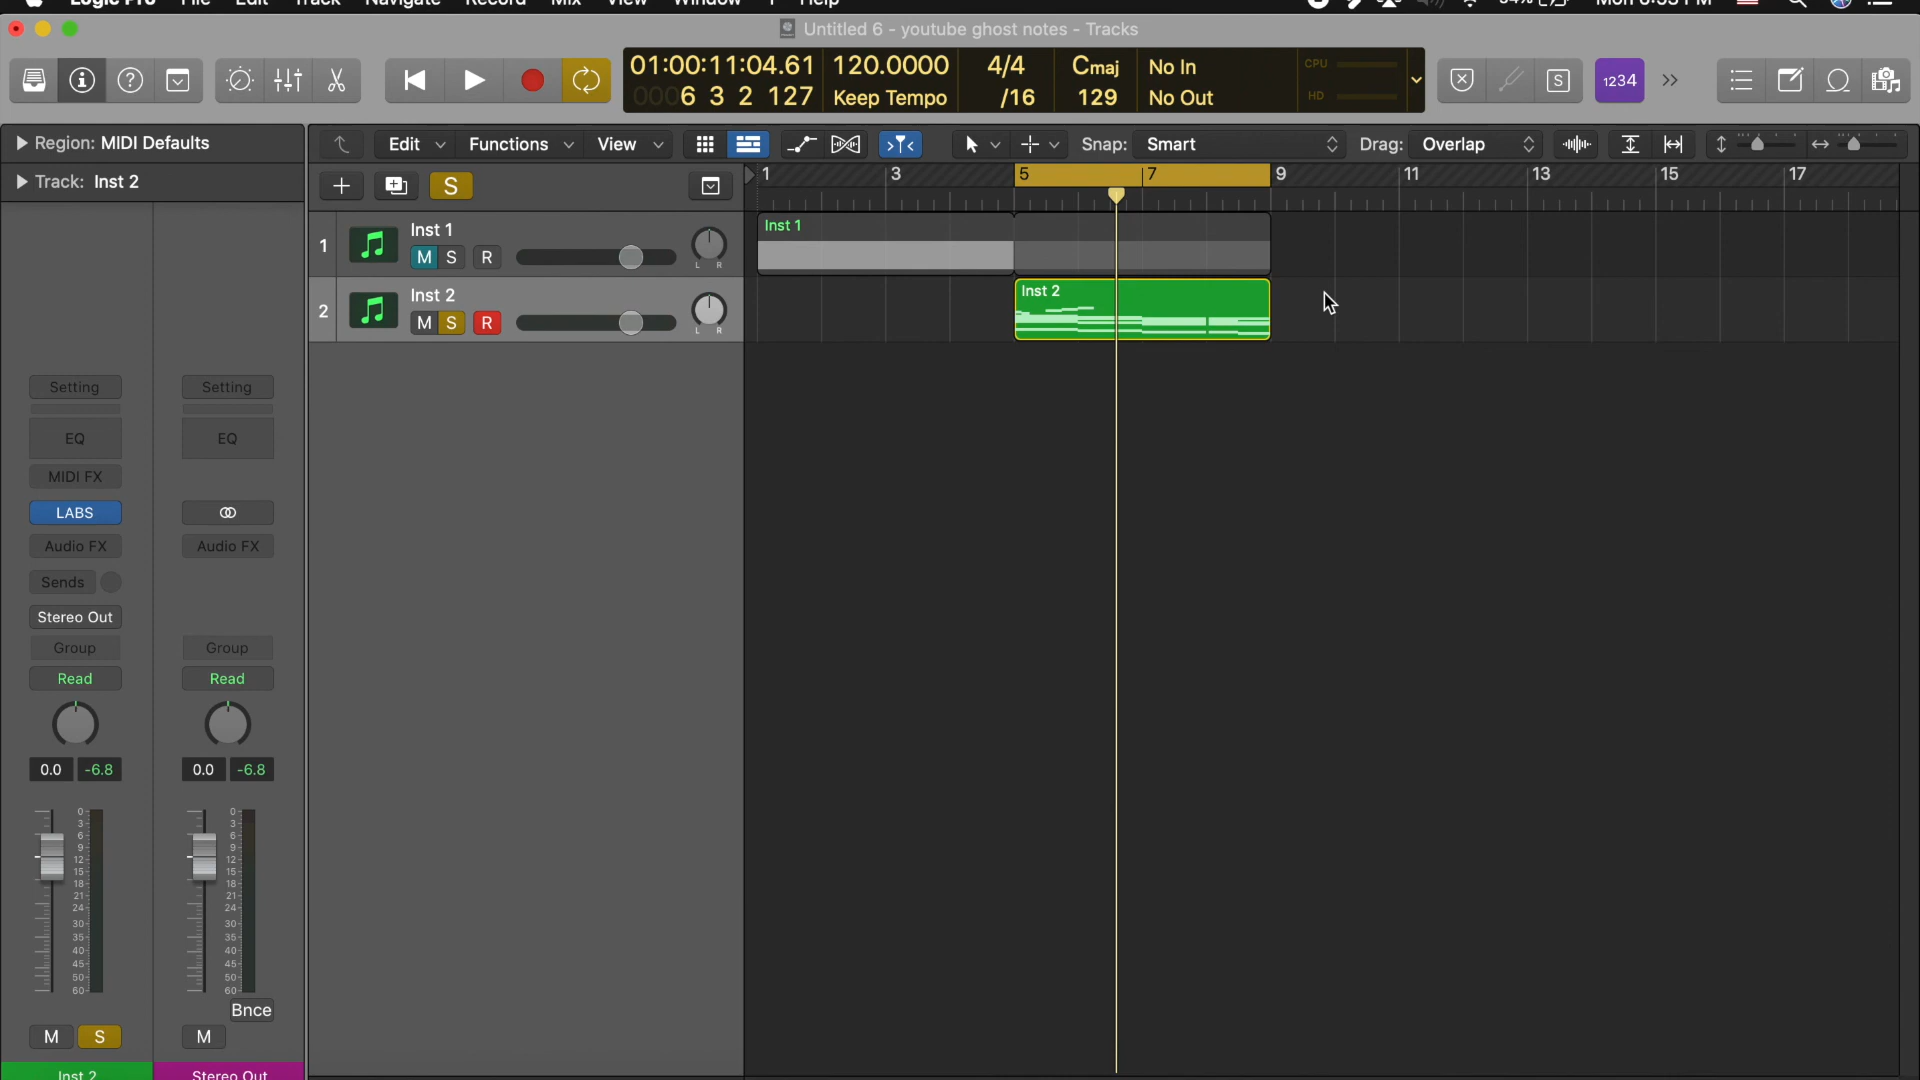 Logic Pro File Edit Track Navigate Record Mix View Window 1 Help
Mon 8:53 PM
Untitled 6 - youtube ghost notes - Tracks
01:00:11:04.61 120.0000 4/4 Cmaj No In CPU
0006 3 2 127 Keep Tempo /16 129 No Out HD
S 1234
Region: MIDI Defaults
Track: Inst 2
Edit Functions View Snap: Smart Drag: Overlap
S
1 3 5 7 9 11 13 15 17
1 Inst 1
M S R L R
2 Inst 2
M S R L R
Inst 1
Inst 2
Setting Setting
EQ EQ
MIDI FX
LABS
Audio FX Audio FX
Sends
Stereo Out
Group Group
Read Read
0.0 -6.8 0.0 -6.8
0 0
3 3
6 6
9 9
12 12
15 15
18 18
21 21
24 24
30 30
35 35
40 40
45 45
50 50
60 60
Bnce
M S M
Inst 2 Stereo Out